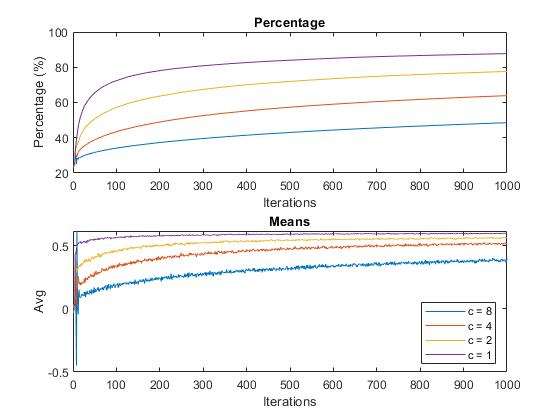 Percentage
100
80
60
40
20
Percentage (%)
0 100 200 300 400 500 600 700 800 900 1000
Iterations
Means
0.5
0
-0.5
Avg
c = 8
c = 4
c = 2
c = 1
0 100 200 300 400 500 600 700 800 900 1000
Iterations